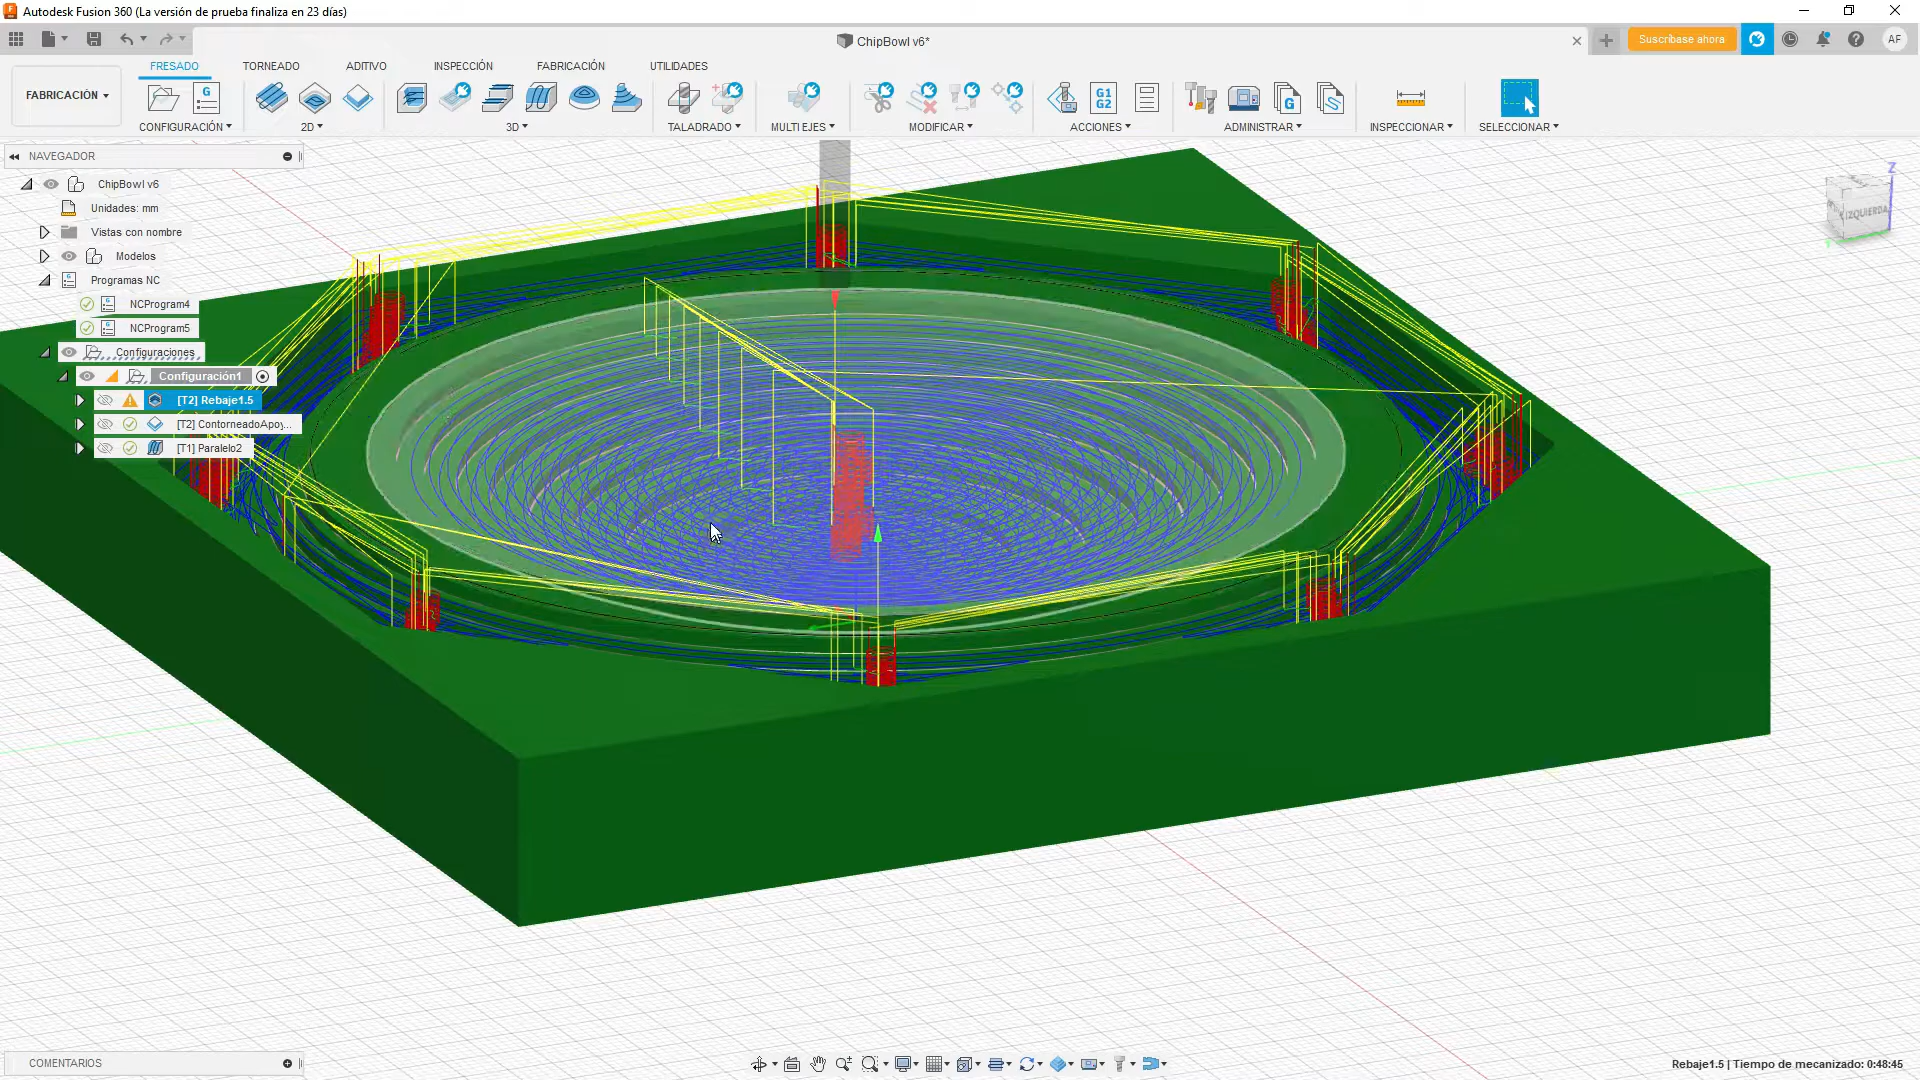 Autodesk Fusion 360 (La versión de prueba finaliza en 23 días)
ChipBowl v6*
Suscríbase ahora
AF
FABRICACIÓN
FRESADO
TORNEADO
ADITIVO
INSPECCIÓN
FABRICACIÓN
UTILIDADES
G
G1
G2
G
CONFIGURACIÓN
2D
3D
TALADRADO
MULTI EJES
MODIFICAR
ACCIONES
ADMINISTRAR
INSPECCIONAR
SELECCIONAR
NAVEGADOR
ChipBowl v6
Unidades: mm
Vistas con nombre
Modelos
Programas NC
NCProgram4
NCProgram5
Configuraciones
Configuración1
[T2] Rebaje1.5
[T2] ContorneadoApoy...
[T1] Paralelo2
Z
IZQUIERDA
COMENTARIOS
Rebaje1.5 | Tiempo de mecanizado: 0:48:45